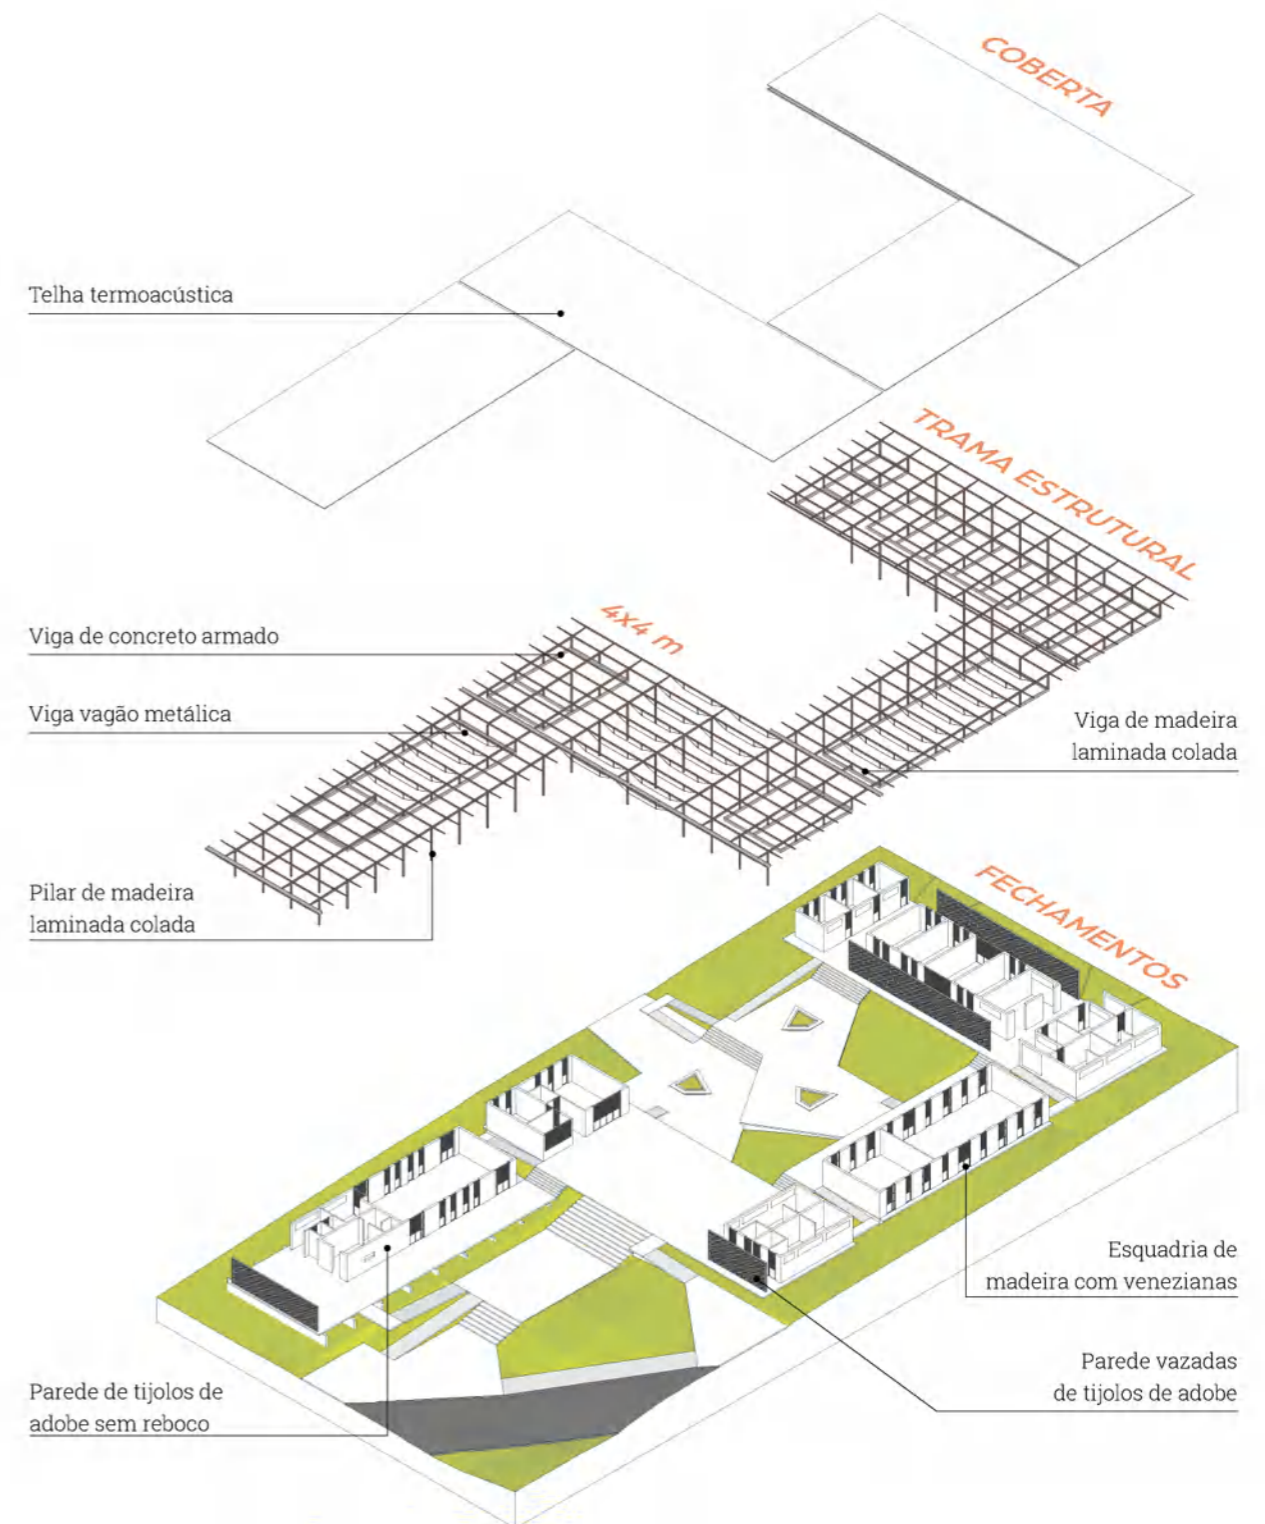 COBERTA
Telha termoacústica
TRAMA ESTRUTURAL
4x4 m
Viga de concreto armado
Viga vagão metálica
Viga de madeira
laminada colada
Pilar de madeira
laminada colada
FECHAMENTOS
Esquadria de
madeira com venezianas
Parede vazadas
de tijolos de adobe
Parede de tijolos de
adobe sem reboco